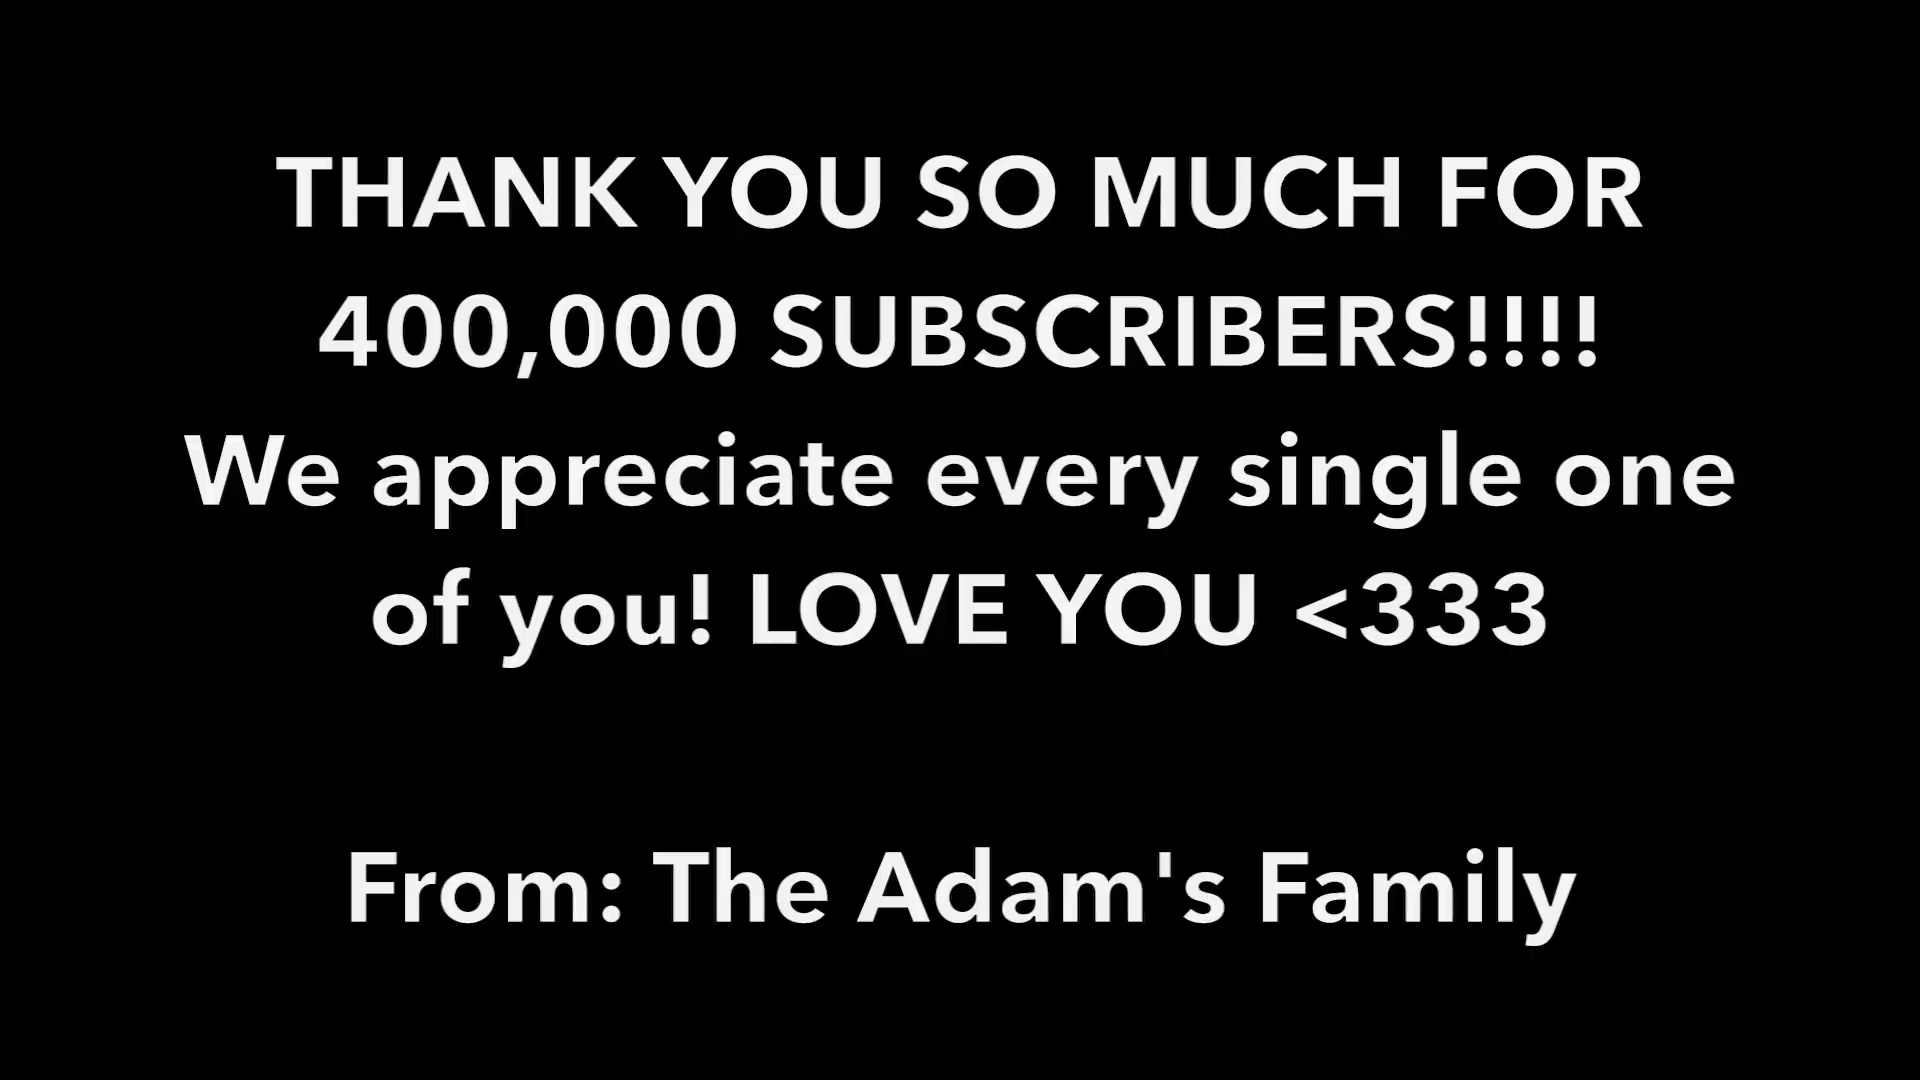 THANK YOU SO MUCH FOR
400,000 SUBSCRIBERS!!!!
We appreciate every single one
of you! LOVE YOU <333
From: The Adam's Family